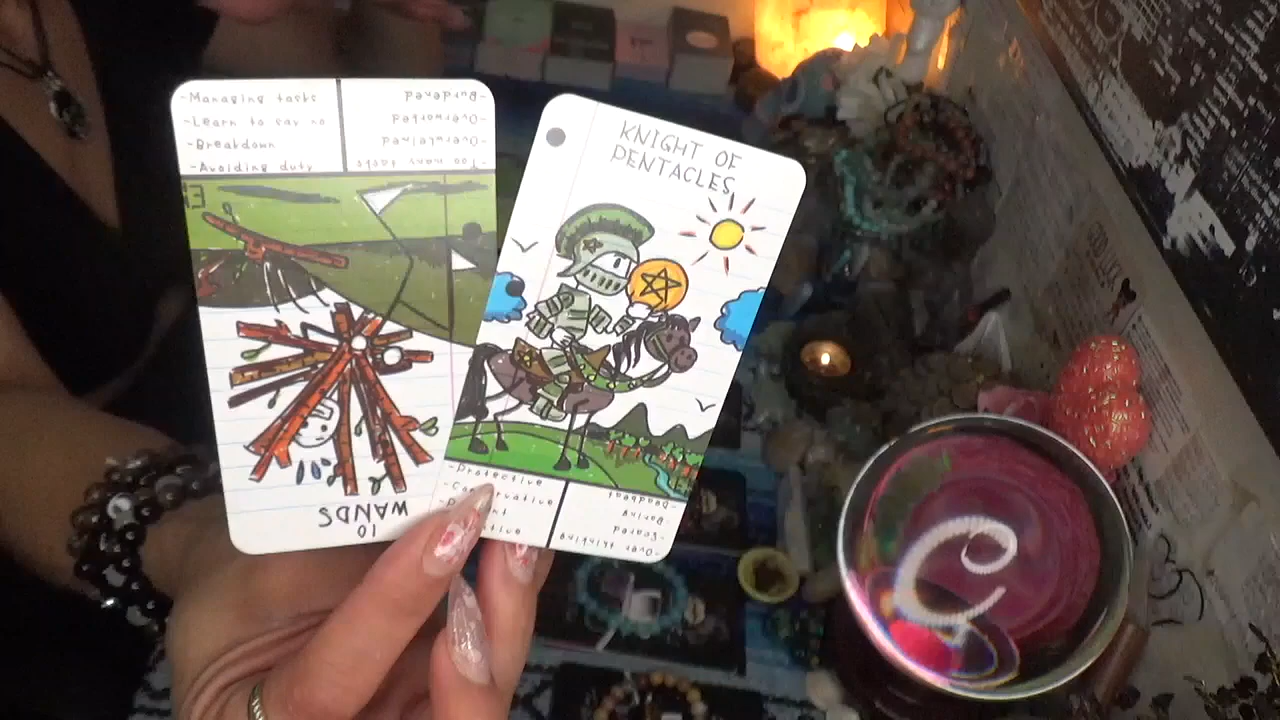 -Managing tasks
-Learn to say no
-Breakdown
-Avoiding duty
-Burdened
-Overworked
-Overwhelmed
-Too many tasks
10
WANDS
KNIGHT OF
PENTACLES
-Protective
-Over thinking
-Scared
-Boring
-Deadbeat